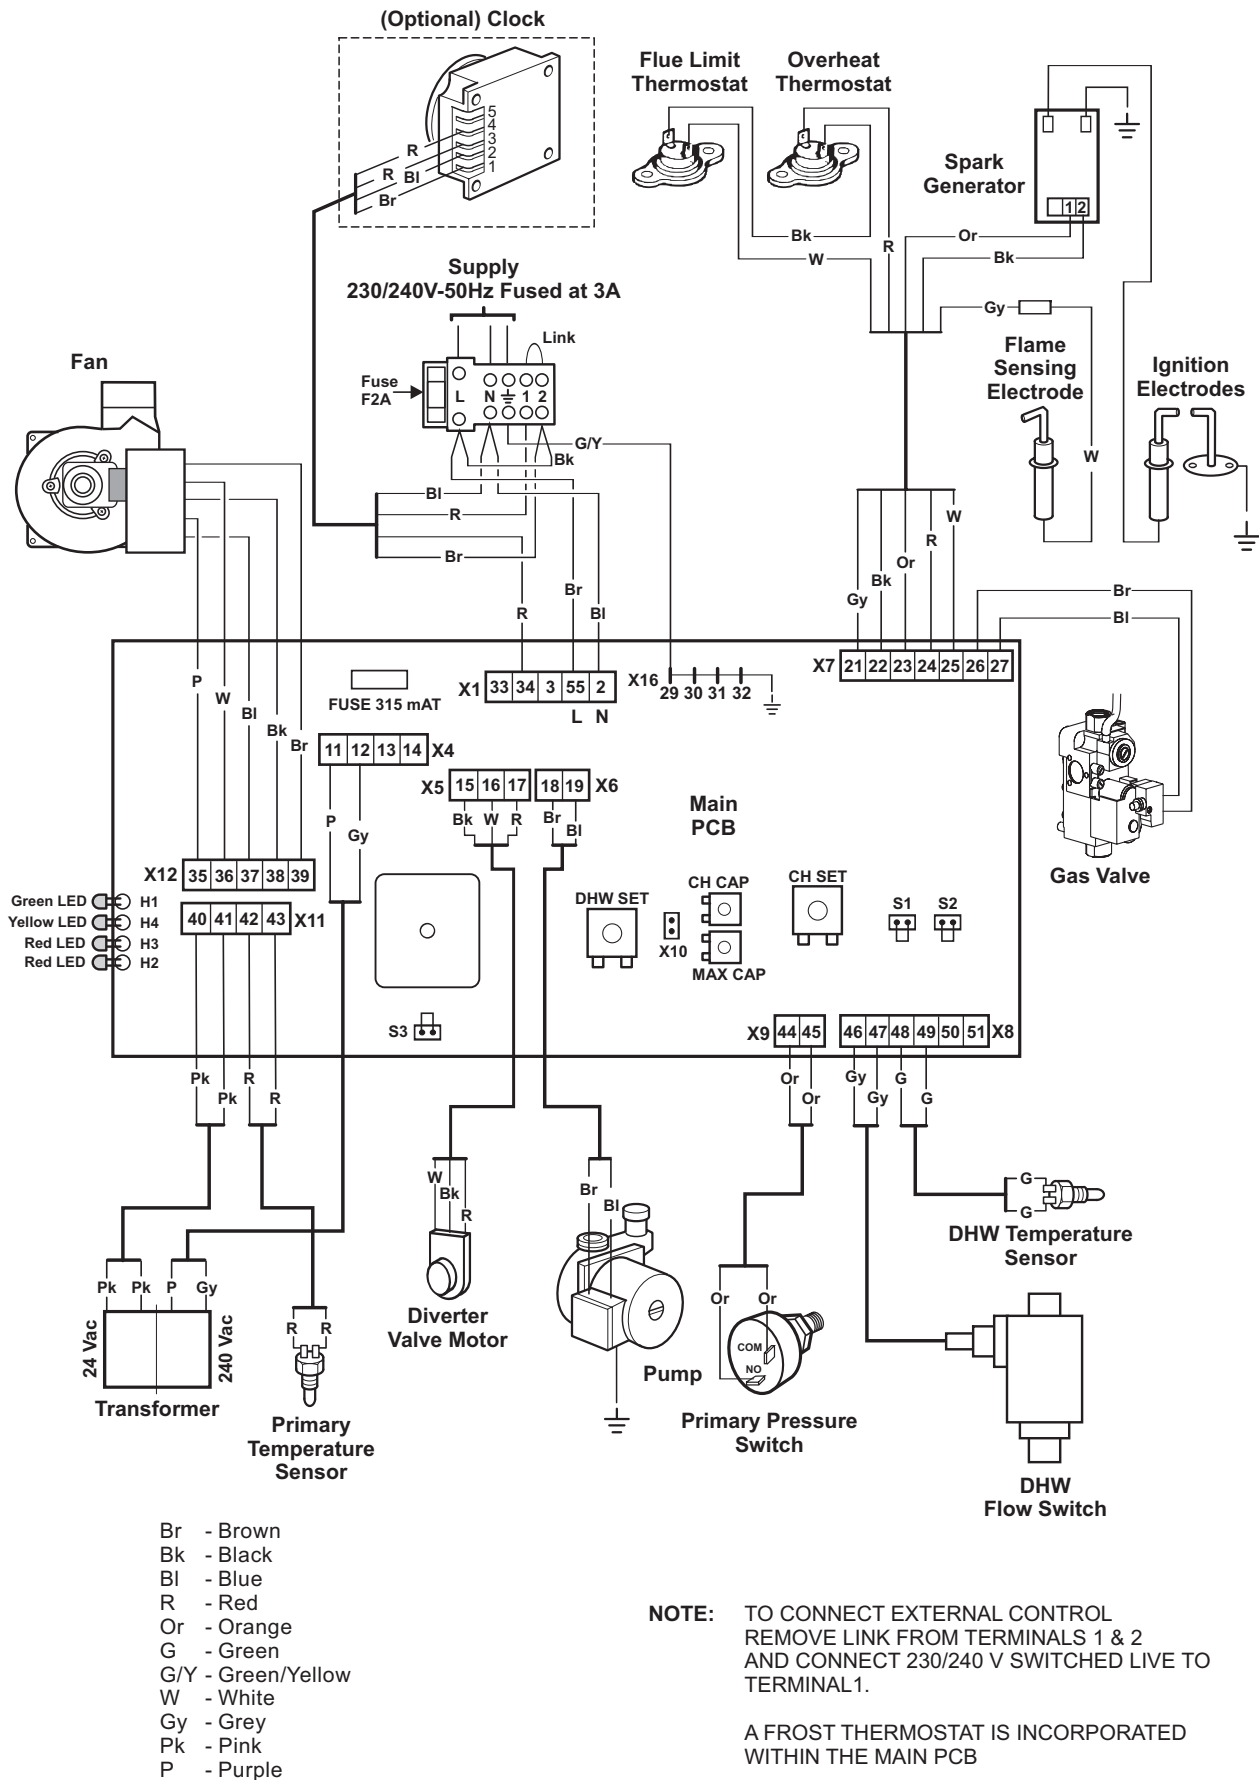 (Optional) Clock
5
4
3
2
1
R
R Bl
Br
Flue Limit
Thermostat
Overheat
Thermostat
Spark
Generator
1 2
Or
Bk
Bk
W
R
Gy
Supply
230/240V-50Hz Fused at 3A
Link
Fuse
F2A
L N 1 2
G/Y
Bk
Bl
R
Br
R
Br
Bl
Fan
Flame
Sensing
Electrode
Ignition
Electrodes
W
W
R
Or
Bk
Gy
Br
Bl
P
W
Bl
Bk
Br
FUSE 315 mAT
X1 33 34 3 55 2
L N
X16
29 30 31 32
X7 21 22 23 24 25 26 27
11 12 13 14 X4
X5 15 16 17
18 19 X6
Bk W R
Br Bl
P
Gy
Main
PCB
Gas Valve
X12 35 36 37 38 39
40 41 42 43 X11
Green LED H1
Yellow LED H4
Red LED H3
Red LED H2
DHW SET
X10
CH CAP
MAX CAP
CH SET
S1 S2
S3
X9 44 45
46 47 48 49 50 51 X8
Pk
Pk
R
R
Or
Or
Gy
Gy
G
G
W
Bk
R
Br
Bl
G
G
DHW Temperature
Sensor
Pk Pk P Gy
24 Vac
240 Vac
Transformer
R R
Primary
Temperature
Sensor
Diverter
Valve Motor
Pump
Or Or
COM
NO
Primary Pressure
Switch
DHW
Flow Switch
Br - Brown
Bk - Black
Bl - Blue
R - Red
Or - Orange
G - Green
G/Y - Green/Yellow
W - White
Gy - Grey
Pk - Pink
P - Purple
NOTE: TO CONNECT EXTERNAL CONTROL
REMOVE LINK FROM TERMINALS 1 & 2
AND CONNECT 230/240 V SWITCHED LIVE TO
TERMINAL1.
A FROST THERMOSTAT IS INCORPORATED
WITHIN THE MAIN PCB